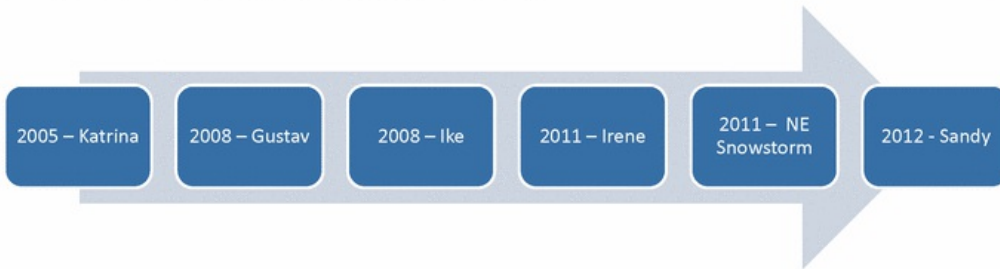 2005 – Katrina
2008 – Gustav
2008 – Ike
2011 – Irene
2011 – NE
Snowstorm
2012 - Sandy